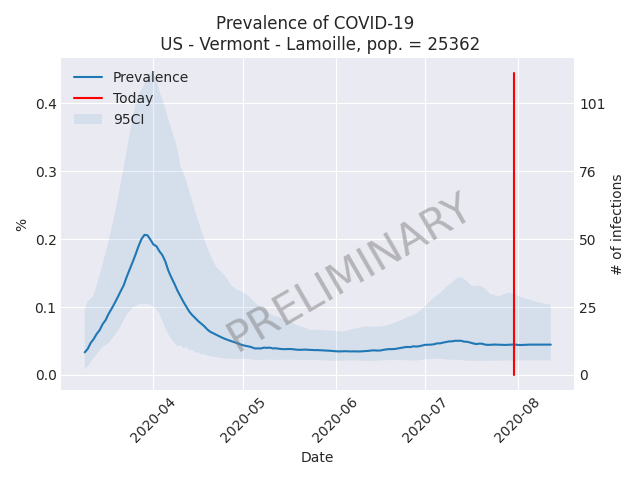 Prevalence of COVID-19
US - Vermont - Lamoille, pop. = 25362
Prevalence
Today
95CI
0.4
0.3
0.2
0.1
0.0
%
101
76
50
25
0
# of infections
PRELIMINARY
2020-04
2020-05
2020-06
2020-07
2020-08
Date